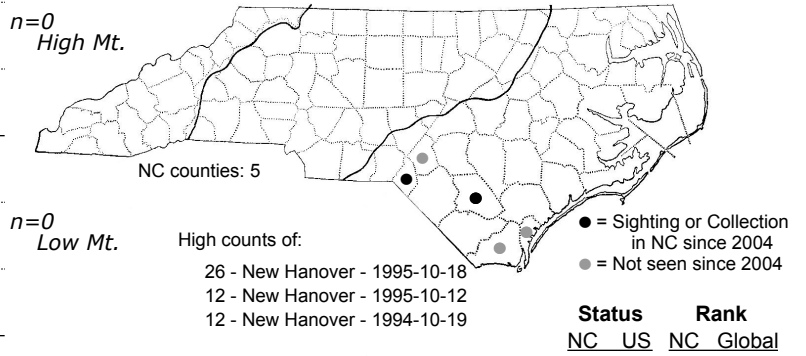 n=0
High Mt.
NC counties: 5
n=0
Low Mt.
High counts of:
26 - New Hanover - 1995-10-18
12 - New Hanover - 1995-10-12
12 - New Hanover - 1994-10-19
= Sighting or Collection
in NC since 2004
= Not seen since 2004
Status Rank
NC US NC Global